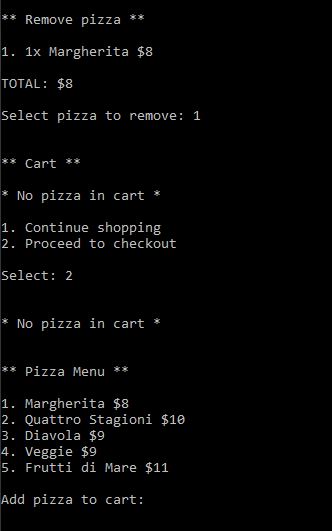 ** Remove pizza **
1. 1x Margherita $8
TOTAL: $8
Select pizza to remove: 1
** Cart **
* No pizza in cart *
1. Continue shopping
2. Proceed to checkout
Select: 2
* No pizza in cart *
** Pizza Menu **
1. Margherita $8
2. Quattro Stagioni $10
3. Diavola $9
4. Veggie $9
5. Frutti di Mare $11
Add pizza to cart: